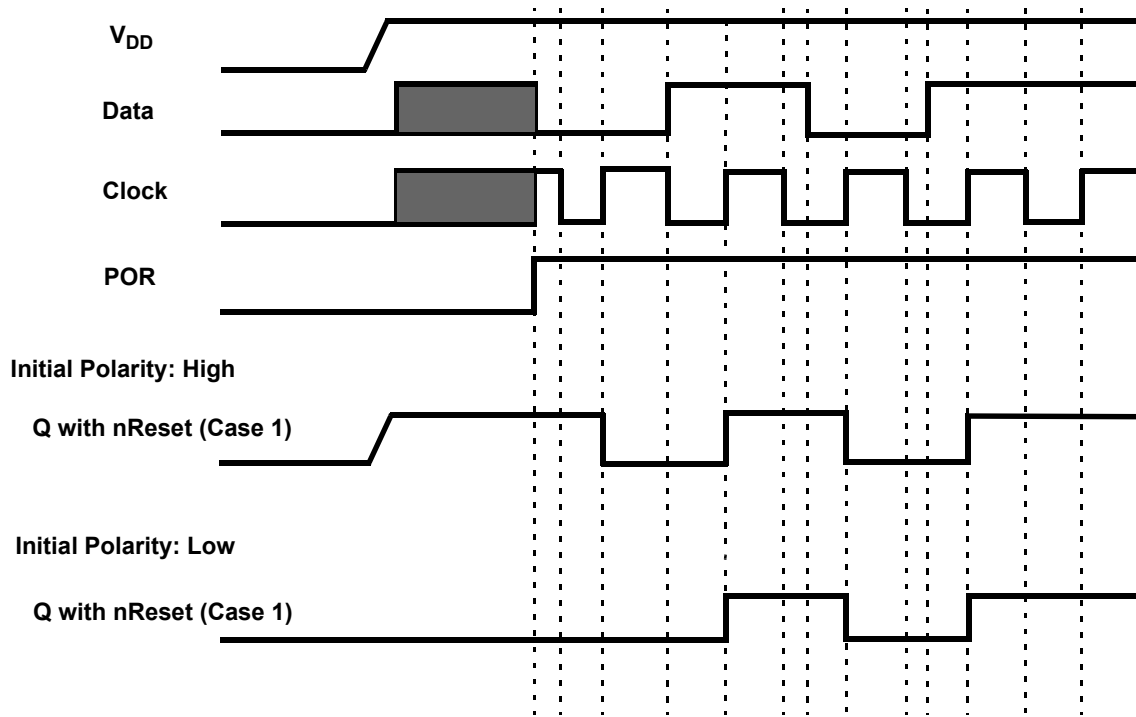 VDD
Data
Clock
POR
Initial Polarity: High
Q with nReset (Case 1)
Initial Polarity: Low
Q with nReset (Case 1)